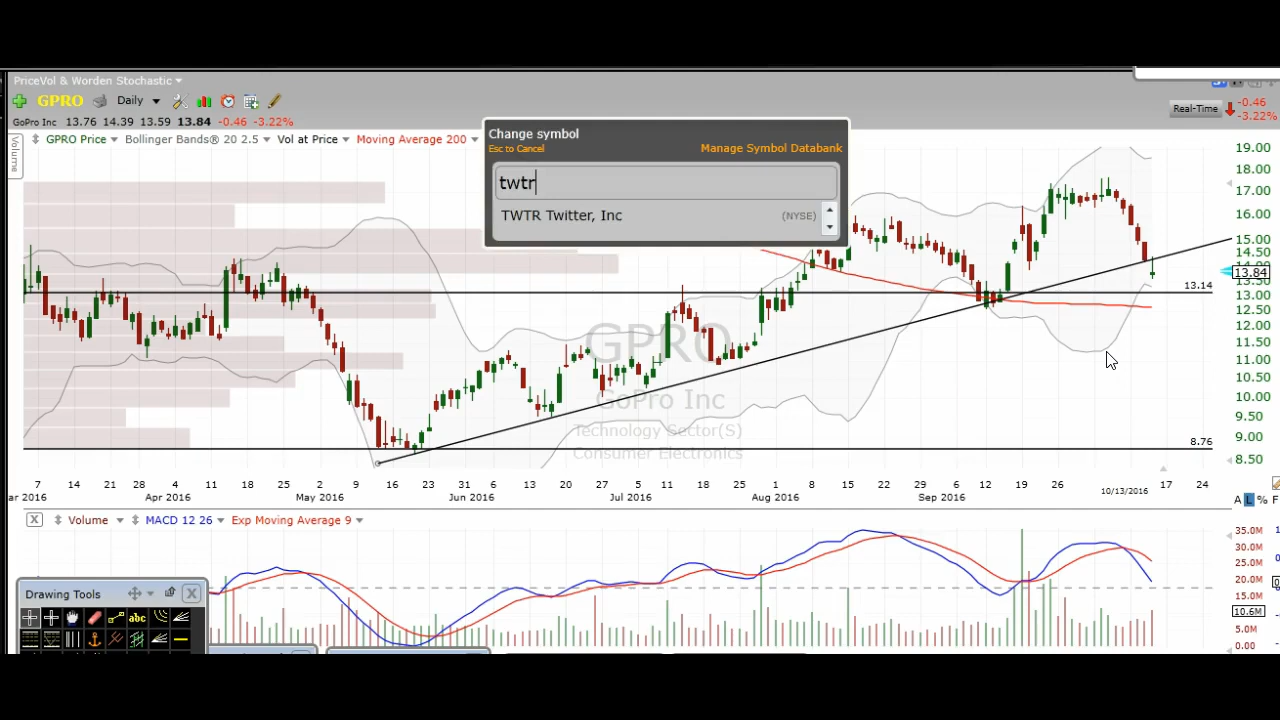 PriceVol & Worden Stochastic
GPRO Daily
GoPro Inc 13.76 14.39 13.59 13.84 -0.46 -3.22%
Real-Time -0.46
-3.22%
Volume
GPRO Price Bollinger Bands® 20 2.5 Vol at Price Moving Average 200
Change symbol
Esc to Cancel Manage Symbol Databank
twtr
TWTR Twitter, Inc (NYSE)
19.00
18.00
17.00
16.00
15.00
14.50
14.00
13.84
13.50
13.14
13.00
12.50
12.00
11.50
11.00
10.50
10.00
9.50
9.00
8.76
8.50
GPRO
GoPro Inc
Technology Sector(S)
Consumer Electronics
7 14 21 28 4 11 18 25 2 9 16 23 31 6 13 20 27 5 11 18 25 1 8 15 22 29 6 12 19 26 10/13/2016 17 24
ar 2016 Apr 2016 May 2016 Jun 2016 Jul 2016 Aug 2016 Sep 2016
A L % F
X Volume MACD 12 26 Exp Moving Average 9
35.0M
30.0M
25.0M
20.0M
15.0M
10.6M
5.0M
0.00
Drawing Tools X
abc